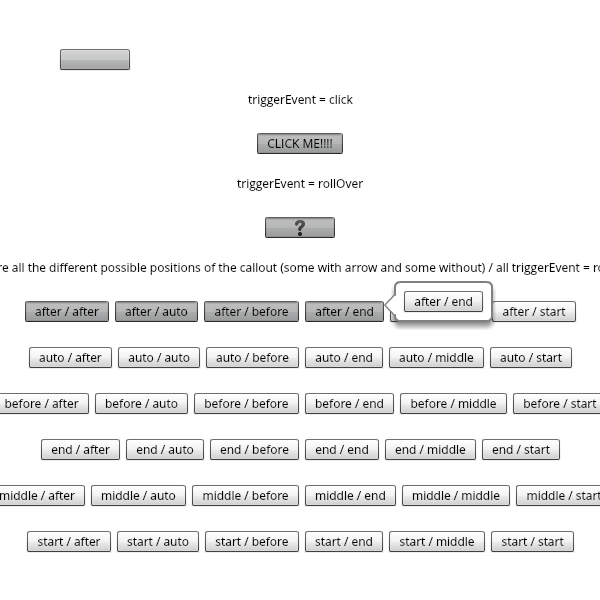 triggerEvent = click
CLICK ME!!!!
triggerEvent = rollOver
?
all the different possible positions of the callout (some with arrow and some without) / all triggerEvent =
after / after after / auto after / before after / end after / end after / start
auto / after auto / auto auto / before auto / end auto / middle auto / start
before / after before / auto before / before before / end before / middle before / start
end / after end / auto end / before end / end end / middle end / start
middle / after middle / auto middle / before middle / end middle / middle middle / start
start / after start / auto start / before start / end start / middle start / start